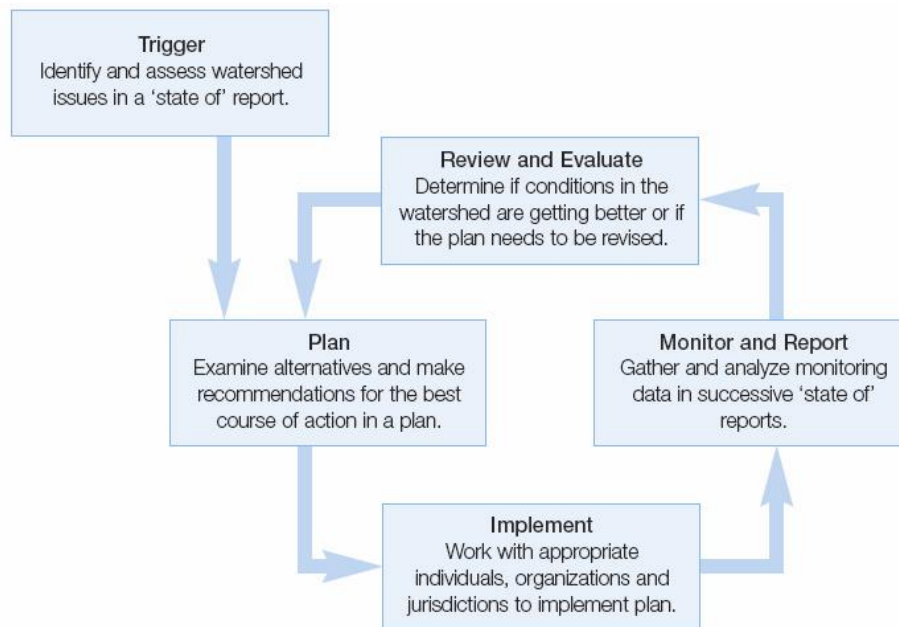 Trigger
Identify and assess watershed
issues in a ‘state of’ report.
Review and Evaluate
Determine if conditions in the
watershed are getting better or if
the plan needs to be revised.
Plan
Examine alternatives and make
recommendations for the best
course of action in a plan.
Monitor and Report
Gather and analyze monitoring
data in successive ‘state of’
reports.
Implement
Work with appropriate
individuals, organizations and
jurisdictions to implement plan.